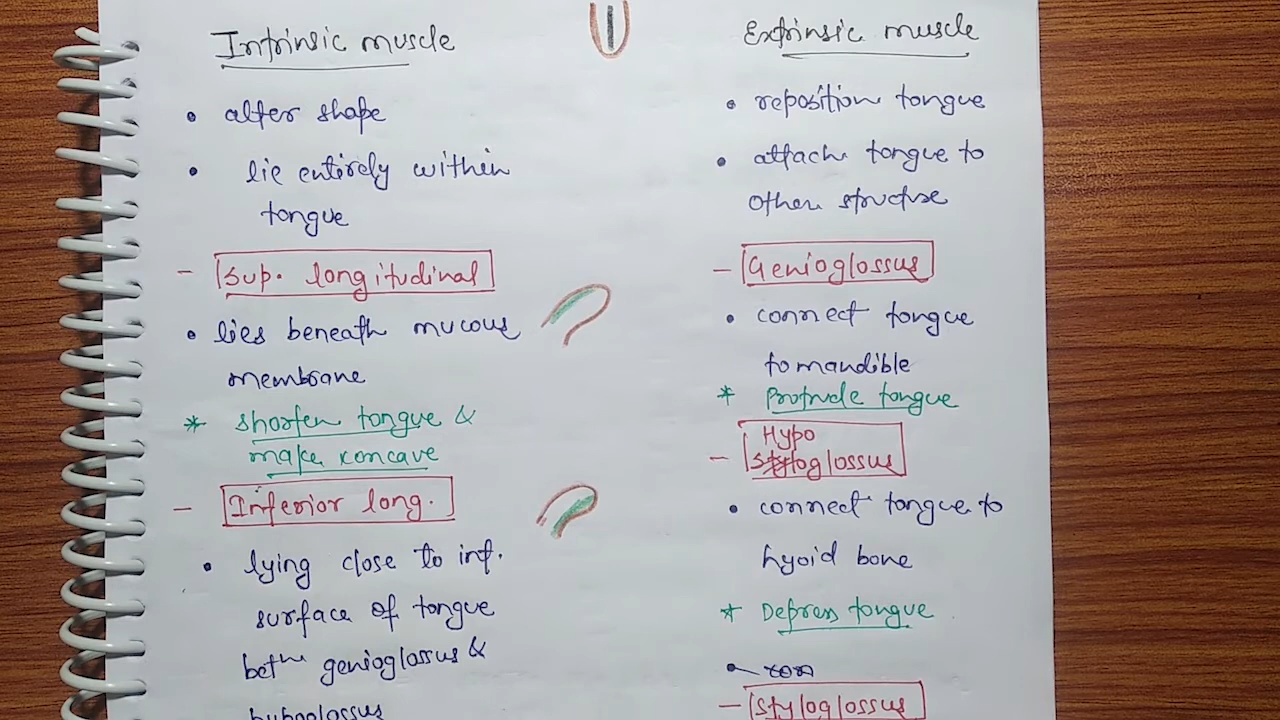 Intrinsic muscle
• alter shape
• lie entirely within
tongue
- Sup. longitudinal
• lies beneath mucous
membrane
* shorten tongue &
make concave
- Inferior long.
• lying close to inf.
surface of tongue
betⁿ genioglossus &
hyoglossus
Extrinsic muscle
• reposition tongue
• attach tongue to
other structure
- Genioglossus
• connect tongue
to mandible
* Protrude tongue
Hypo
- Styloglossus
• connect tongue to
hyoid bone
* Depress tongue
- Styloglossus